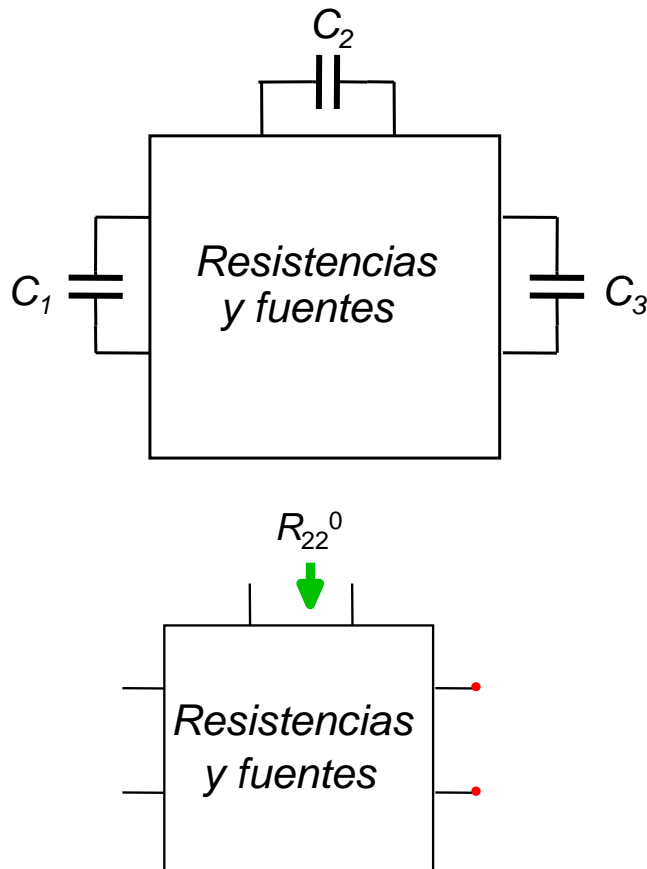 C₂
Resistencias
y fuentes
C₁
C₃
R₂₂⁰
Resistencias
y fuentes